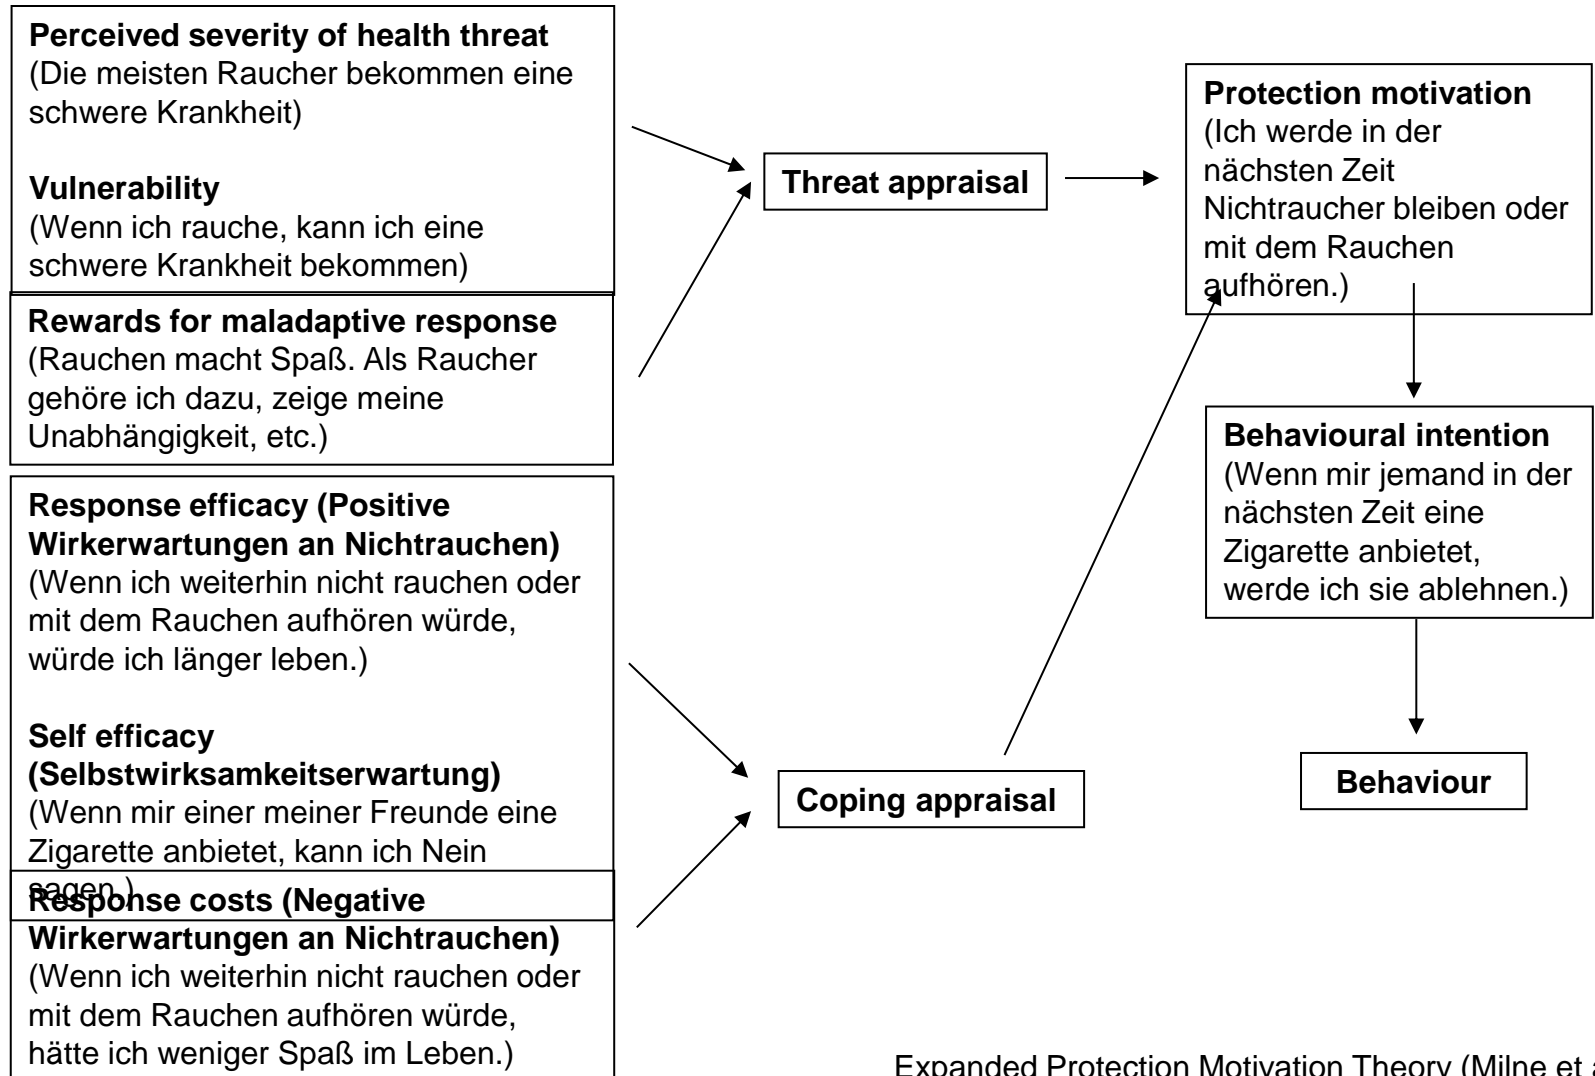 Perceived severity of health threat
(Die meisten Raucher bekommen eine
schwere Krankheit)
Vulnerability
(Wenn ich rauche, kann ich eine
schwere Krankheit bekommen)
Rewards for maladaptive response
(Rauchen macht Spaß. Als Raucher
gehöre ich dazu, zeige meine
Unabhängigkeit, etc.)
Response efficacy (Positive
Wirkerwartungen an Nichtrauchen)
(Wenn ich weiterhin nicht rauchen oder
mit dem Rauchen aufhören würde,
würde ich länger leben.)
Self efficacy
(Selbstwirksamkeitserwartung)
(Wenn mir einer meiner Freunde eine
Zigarette anbietet, kann ich Nein
sagen.)
Response costs (Negative
Wirkerwartungen an Nichtrauchen)
(Wenn ich weiterhin nicht rauchen oder
mit dem Rauchen aufhören würde,
hätte ich weniger Spaß im Leben.)
Threat appraisal
Coping appraisal
Protection motivation
(Ich werde in der
nächsten Zeit
Nichtraucher bleiben oder
mit dem Rauchen
aufhören.)
Behavioural intention
(Wenn mir jemand in der
nächsten Zeit eine
Zigarette anbietet,
werde ich sie ablehnen.)
Behaviour
Expanded Protection Motivation Theory (Milne et